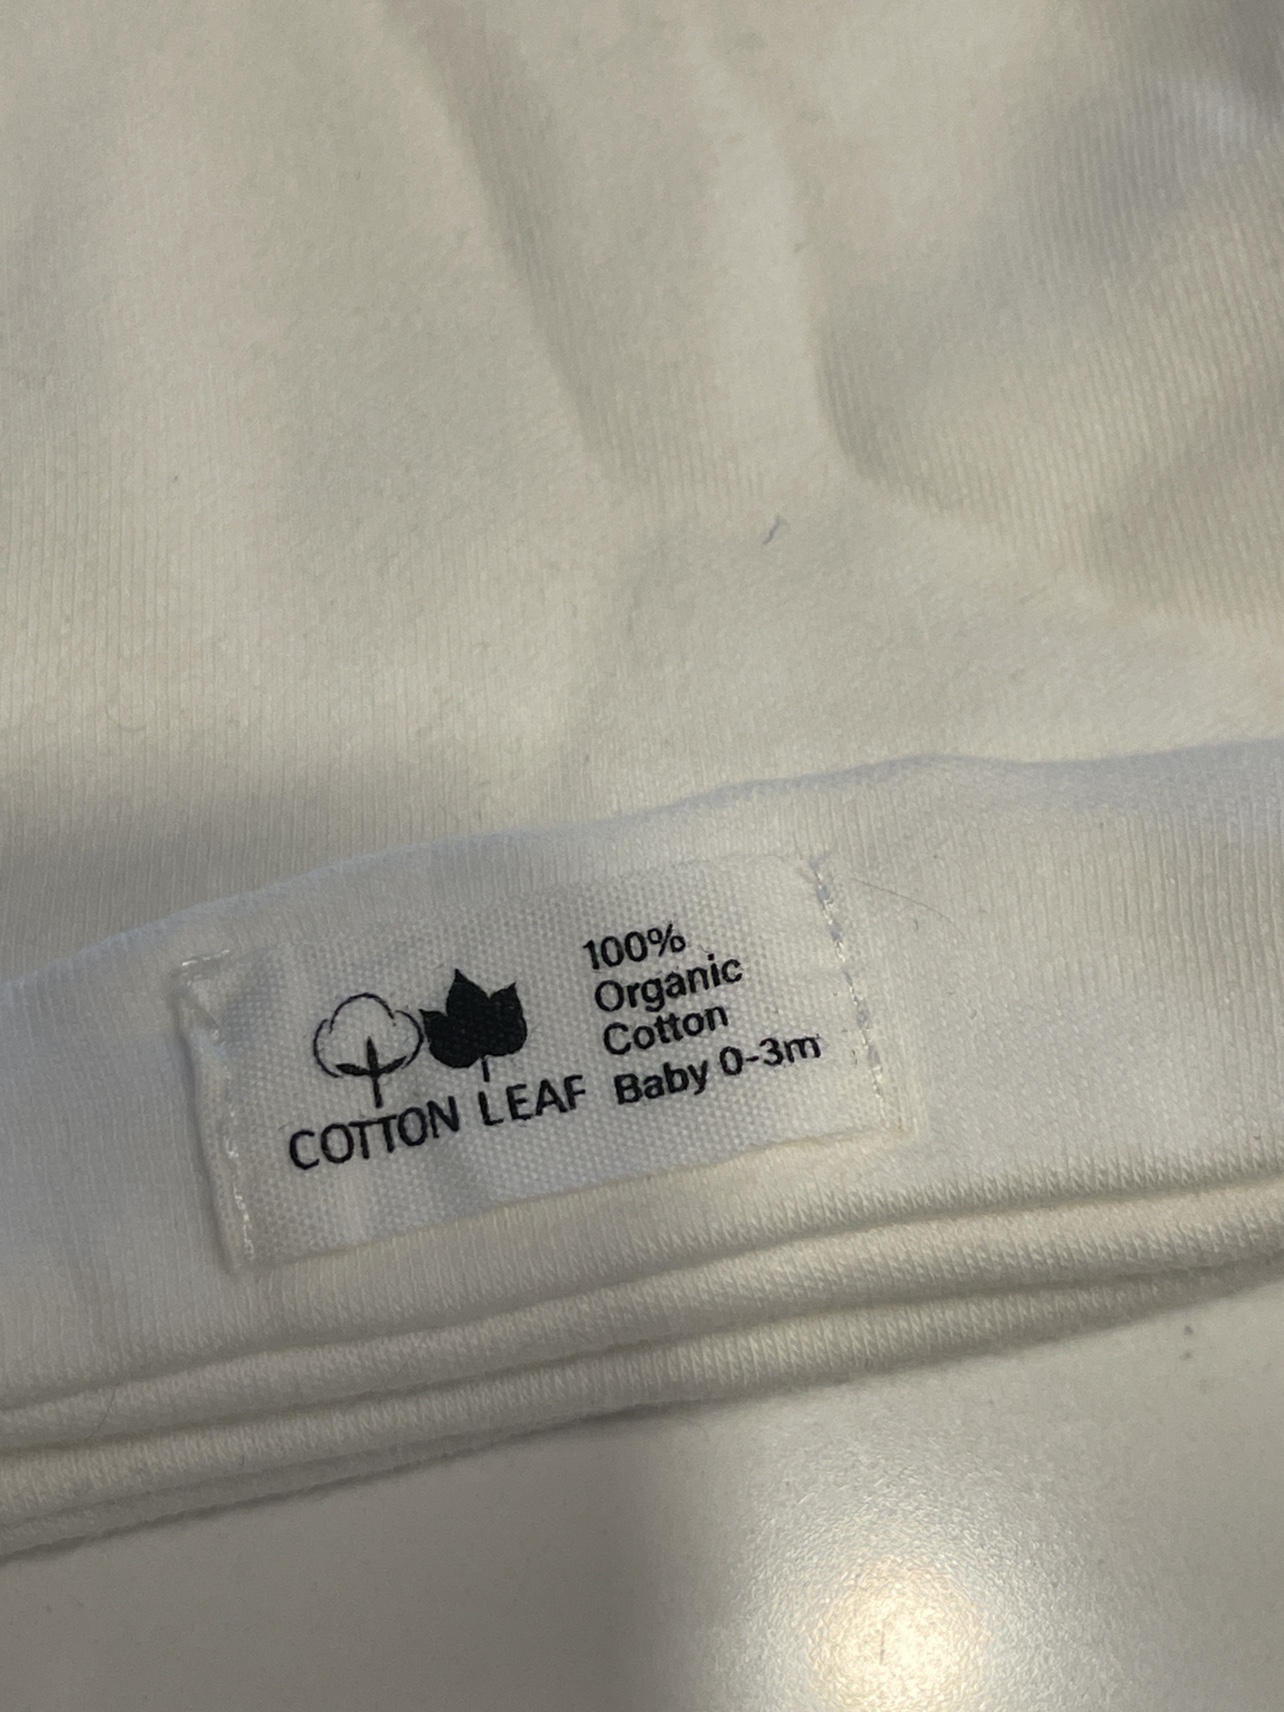 COTTON LEAF
100%
Organic
Cotton
Baby 0-3m